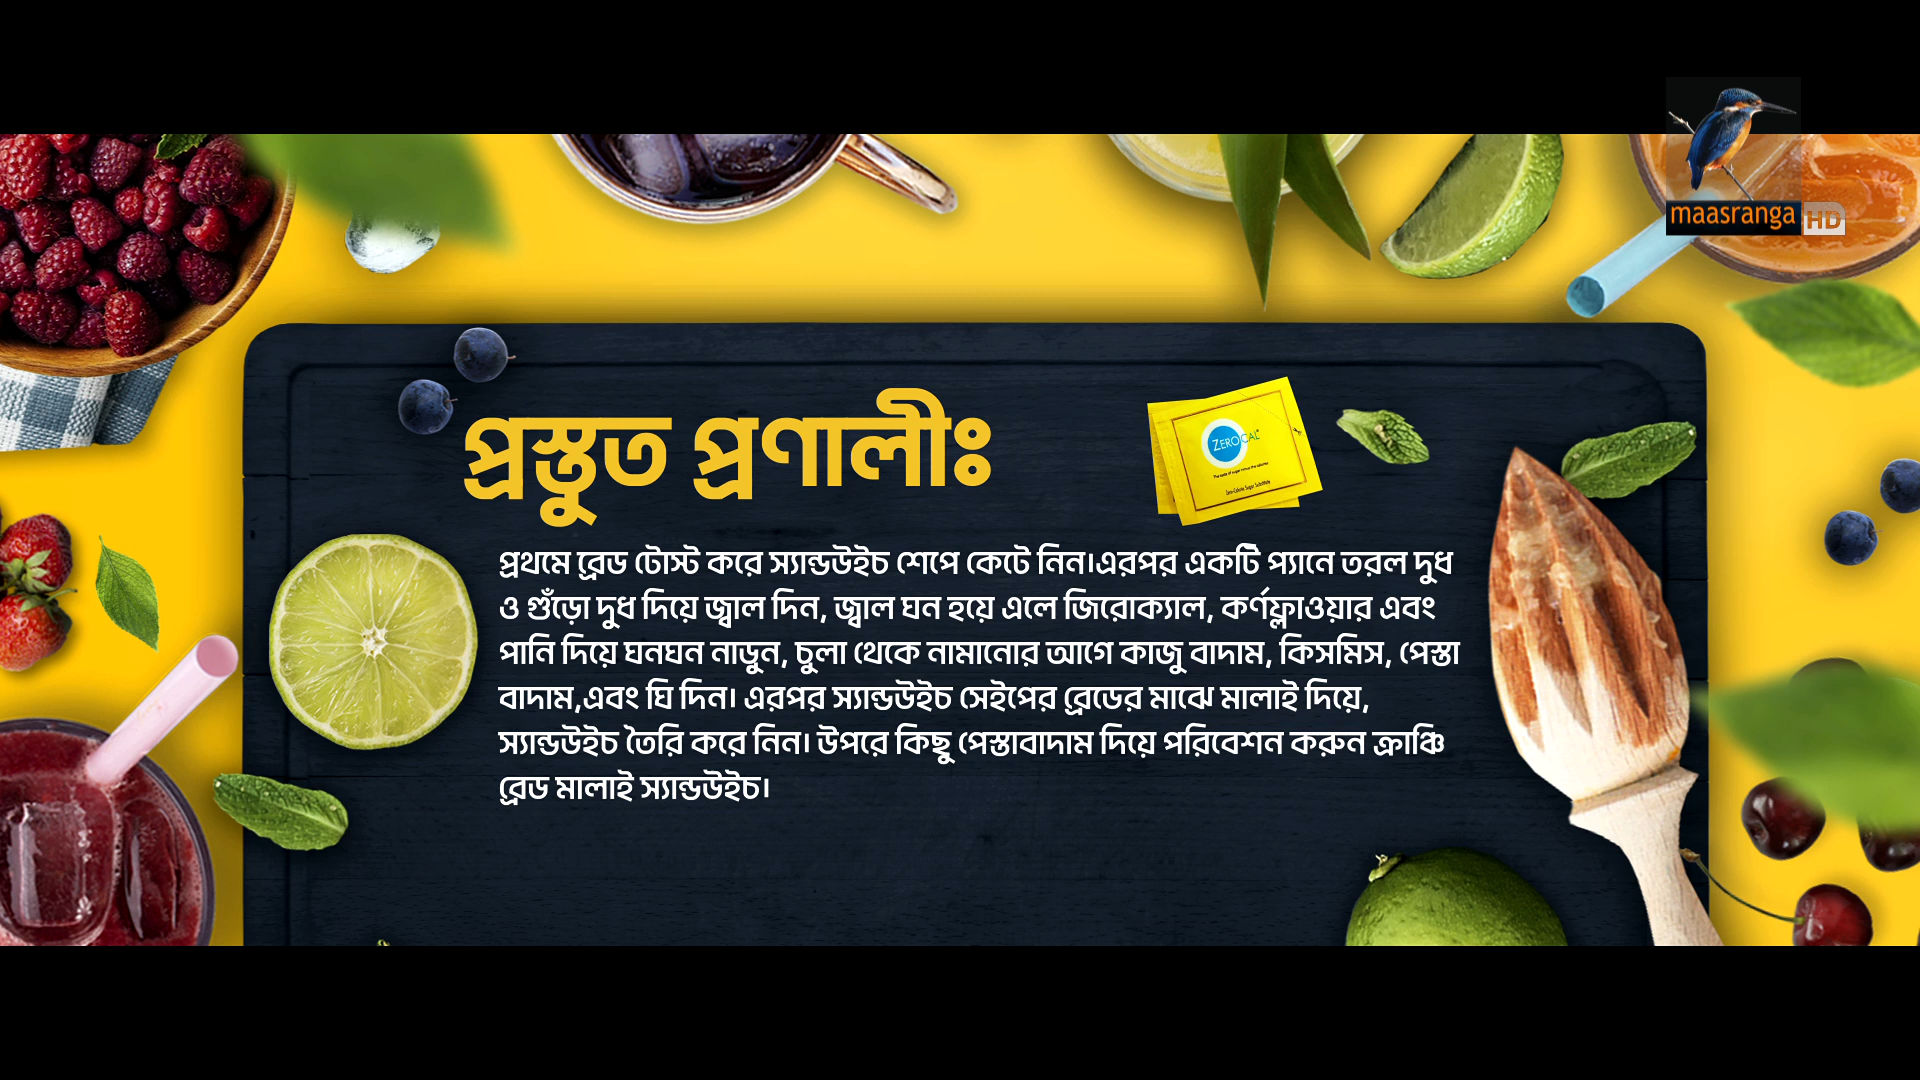 maasranga HD
প্রস্তুত প্রণালীঃ
ZEROCAL
প্রথমে ব্রেড টোস্ট করে স্যান্ডউইচ শেপে কেটে নিন।এরপর একটি প্যানে তরল দুধ
ও গুঁড়ো দুধ দিয়ে জ্বাল দিন, জ্বাল ঘন হয়ে এলে জিরোক্যাল, কর্ণফ্লাওয়ার এবং
পানি দিয়ে ঘনঘন নাড়ুন, চুলা থেকে নামানোর আগে কাজু বাদাম, কিসমিস, পেস্তা
বাদাম,এবং ঘি দিন। এরপর স্যান্ডউইচ সেইপের ব্রেডের মাঝে মালাই দিয়ে,
স্যান্ডউইচ তৈরি করে নিন। উপরে কিছু পেস্তাবাদাম দিয়ে পরিবেশন করুন ক্রাঞ্চি
ব্রেড মালাই স্যান্ডউইচ।